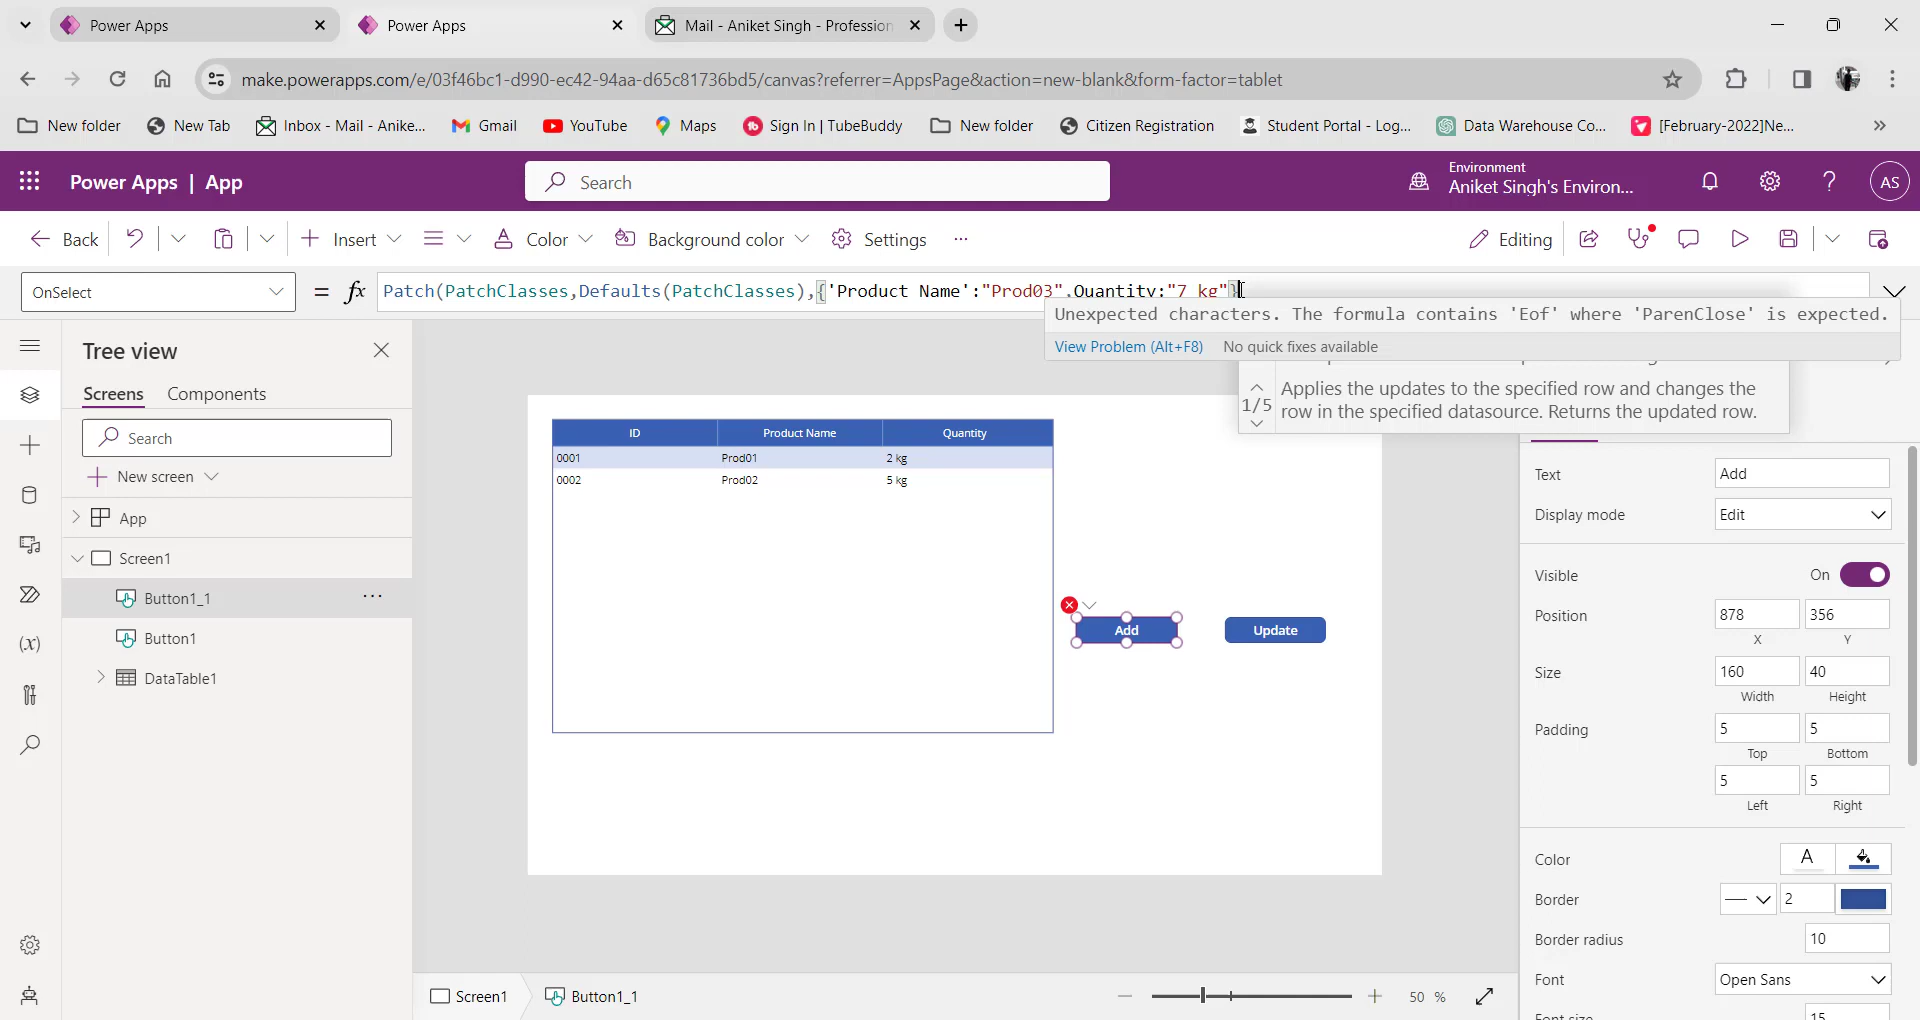 Power Apps
Power Apps
Mail - Aniket Singh - Profession
make.powerapps.com/e/03f46bc1-d990-ec42-94aa-d65c81736bd5/canvas?referrer=AppsPage&action=new-blank&form-factor=tablet
New folder
New Tab
Inbox - Mail - Anike...
Gmail
YouTube
Maps
Sign In | TubeBuddy
New folder
Citizen Registration
Student Portal - Log...
Data Warehouse Co...
[February-2022]Ne...
Power Apps | App
Search
Environment
Aniket Singh's Environ...
AS
Back
Insert
Color
Background color
Settings
Editing
OnSelect
= fx
Patch(PatchClasses,Defaults(PatchClasses),{'Product Name':"Prod03",Quantity:"7 kg"}
Unexpected characters. The formula contains 'Eof' where 'ParenClose' is expected.
View Problem (Alt+F8) No quick fixes available
1/5
Applies the updates to the specified row and changes the
row in the specified datasource. Returns the updated row.
Tree view
Screens
Components
Search
New screen
App
Screen1
Button1_1
Button1
DataTable1
ID Product Name Quantity
0001 Prod01 2 kg
0002 Prod02 5 kg
Add
Update
Text Add
Display mode Edit
Visible On
Position 878 356
X Y
Size 160 40
Width Height
Padding 5 5
Top Bottom
5 5
Left Right
Color A
Border 2
Border radius 10
Font Open Sans
Font size 15
Screen1
Button1_1
50 %